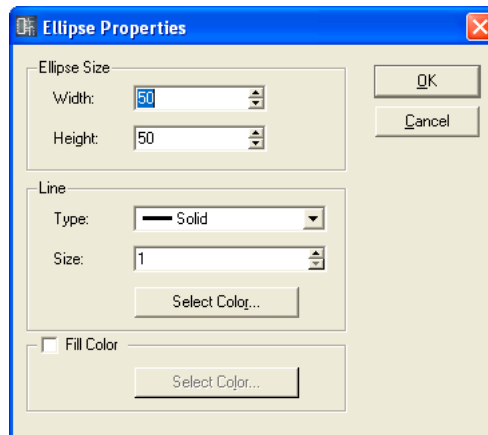 Ellipse Properties
Ellipse Size
Width: 50
Height: 50
OK
Cancel
Line
Type: Solid
Size: 1
Select Color...
Fill Color
Select Color...